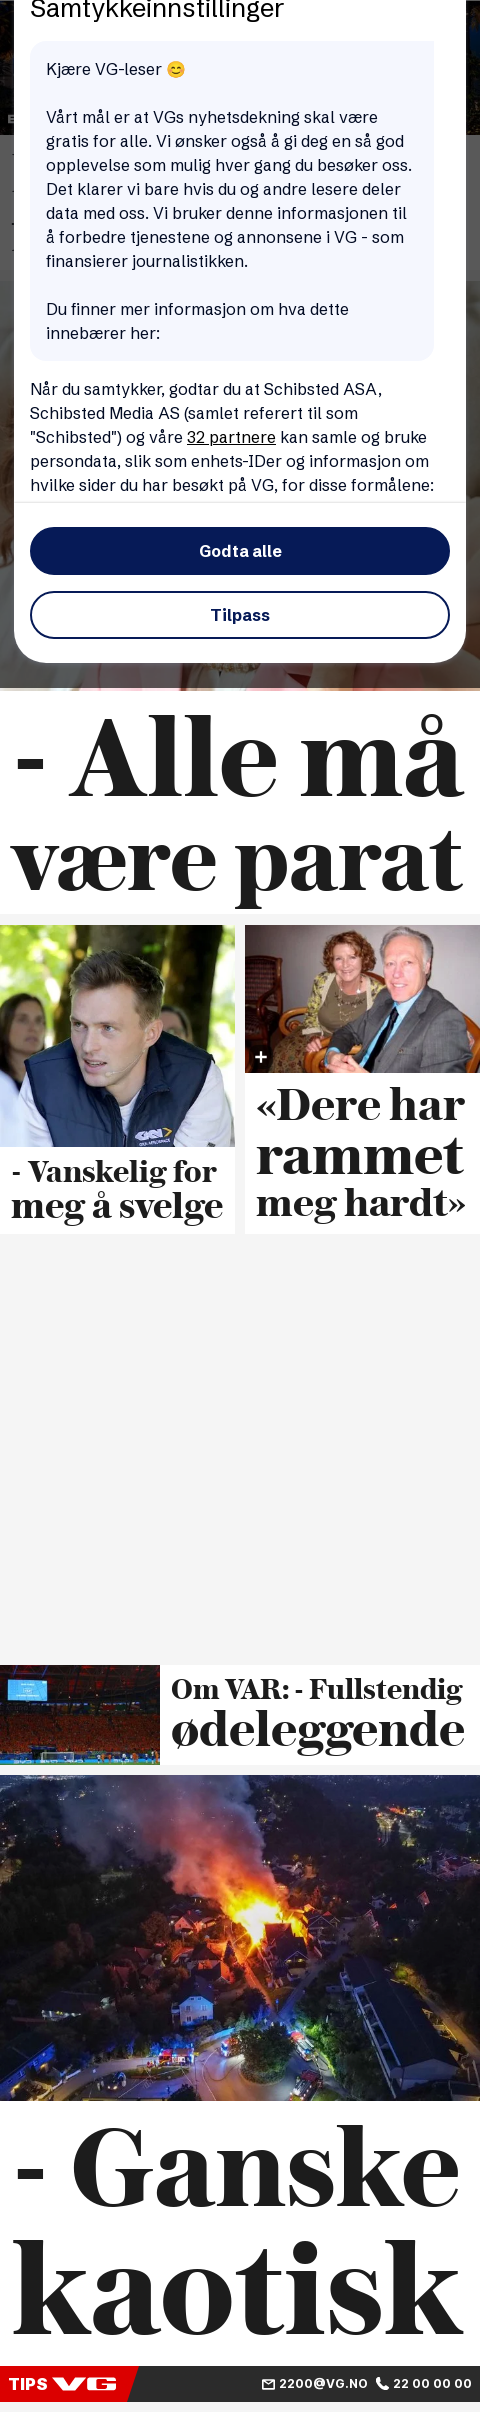 Samtykkeinnstillinger
Kjære VG-leser 😊
Vårt mål er at VGs nyhetsdekning skal være
gratis for alle. Vi ønsker også å gi deg en så god
opplevelse som mulig hver gang du besøker oss.
Det klarer vi bare hvis du og andre lesere deler
data med oss. Vi bruker denne informasjonen til
å forbedre tjenestene og annonsene i VG - som
finansierer journalistikken.
Du finner mer informasjon om hva dette
innebærer her:
Når du samtykker, godtar du at Schibsted ASA,
Schibsted Media AS (samlet referert til som
"Schibsted") og våre 32 partnere kan samle og bruke
persondata, slik som enhets-IDer og informasjon om
hvilke sider du har besøkt på VG, for disse formålene:
Godta alle
Tilpass
- Alle må
være parat
- Vanskelig for
meg å svelge
«Dere har
rammet
meg hardt»
Om VAR: - Fullstendig
ødeleggende
- Ganske
kaotisk
TIPS VG 2200@VG.NO 22 00 00 00